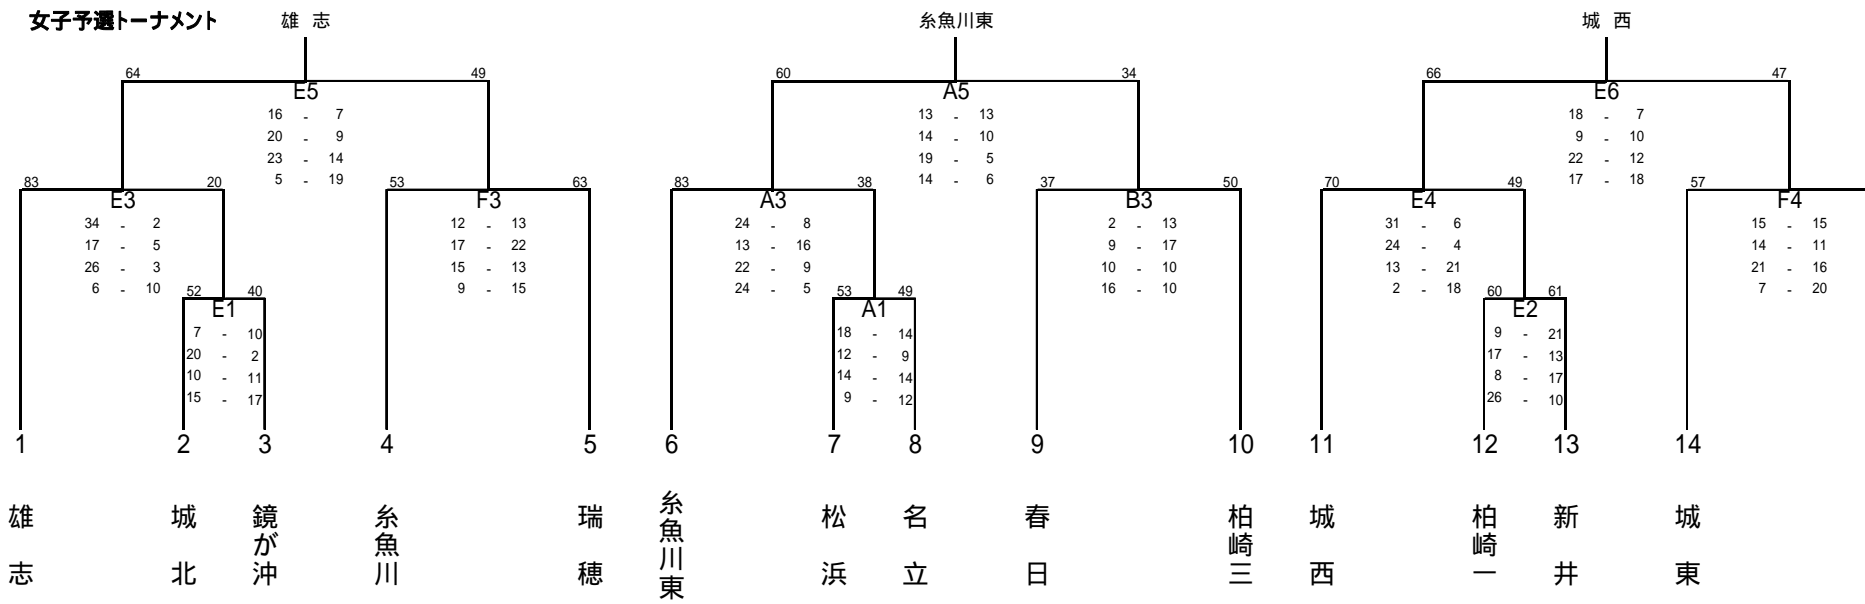 女子予選トーナメント 雄 志 糸魚川東 城 西
64 49 60 34 66 47
E5 A5 E6
16 - 7 13 - 13 18 - 7
20 - 9 14 - 10 9 - 10
23 - 14 19 - 5 22 - 12
5 - 19 14 - 6 17 - 18
83 20 53 63 83 38 37 50 70 49 57
E3 F3 A3 B3 E4 F4
34 - 2 12 - 13 24 - 8 2 - 13 31 - 6 15 - 15
17 - 5 17 - 22 13 - 16 9 - 17 24 - 4 14 - 11
26 - 3 15 - 13 22 - 9 10 - 10 13 - 21 21 - 16
6 - 10 9 - 15 24 - 5 16 - 10 2 - 18 7 - 20
52 40 53 49 60 61
E1 A1 E2
7 - 10 18 - 14 9 - 21
20 - 2 12 - 9 17 - 13
10 - 11 14 - 14 8 - 17
15 - 17 9 - 12 26 - 10
1 2 3 4 5 6 7 8 9 10 11 12 13 14
雄志 城北 鏡が沖 糸魚川 瑞穂 糸魚川東 松浜 名立 春日 柏崎三 城西 柏崎一 新井 城東